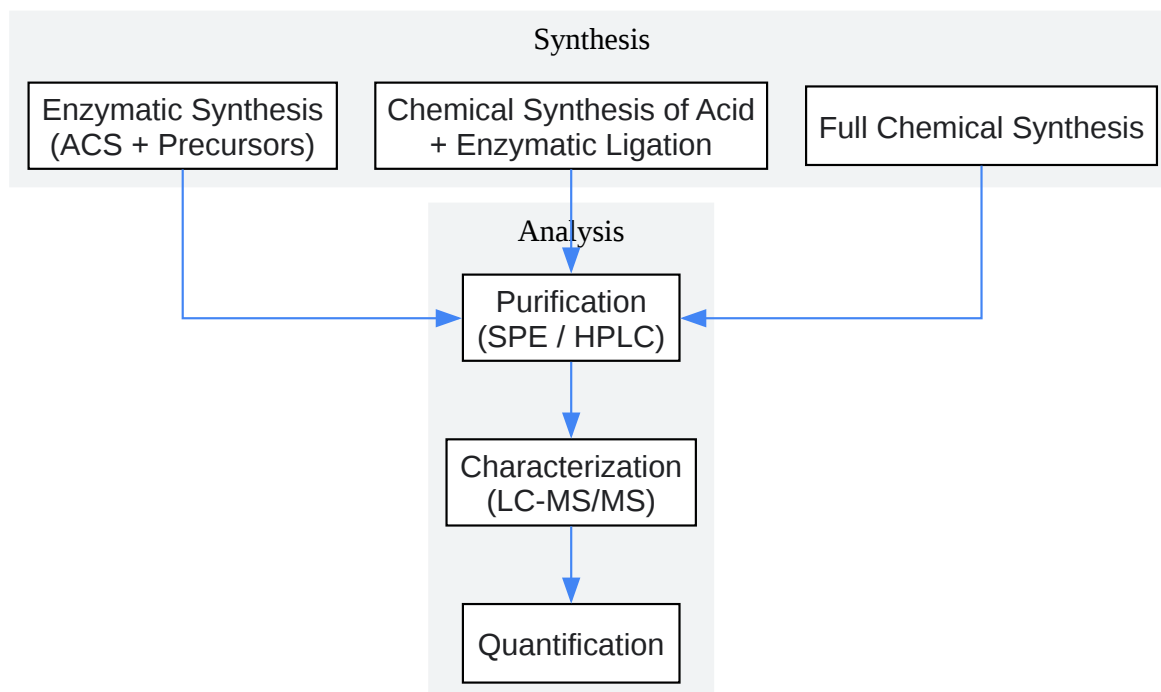 Synthesis
Enzymatic Synthesis
(ACS + Precursors)
Chemical Synthesis of Acid
+ Enzymatic Ligation
Full Chemical Synthesis
Analysis
Purification
(SPE / HPLC)
Characterization
(LC-MS/MS)
Quantification